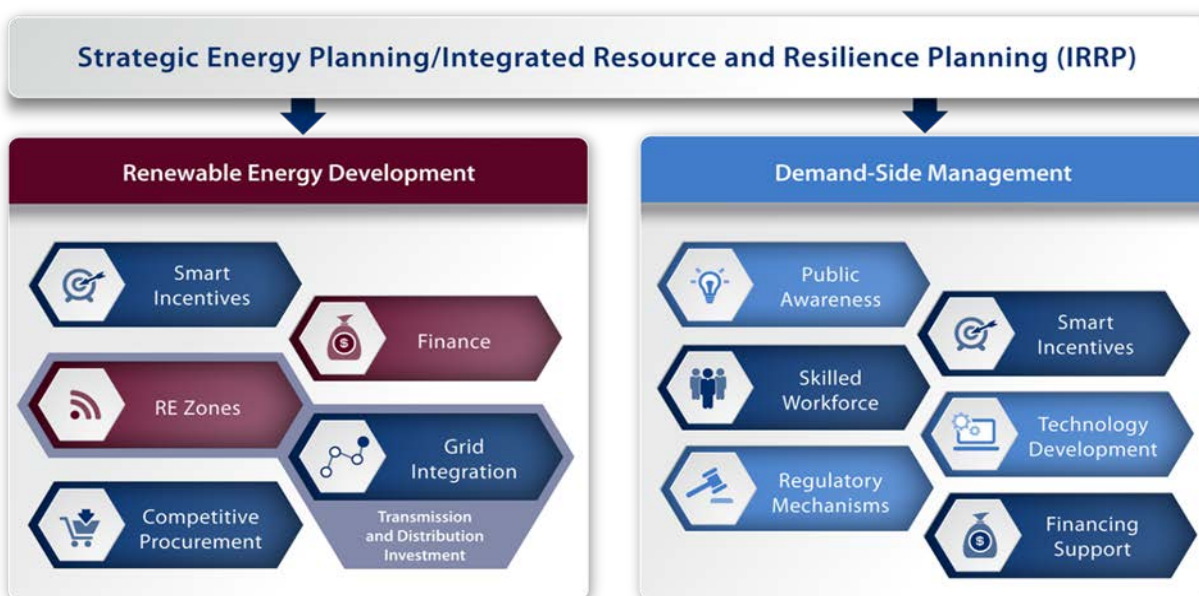 Strategic Energy Planning/Integrated Resource and Resilience Planning (IRRP)
Renewable Energy Development
Smart
Incentives
Finance
RE Zones
Grid
Integration
Transmission
and Distribution
Investment
Competitive
Procurement
Demand-Side Management
Public
Awareness
Smart
Incentives
Skilled
Workforce
Technology
Development
Regulatory
Mechanisms
Financing
Support